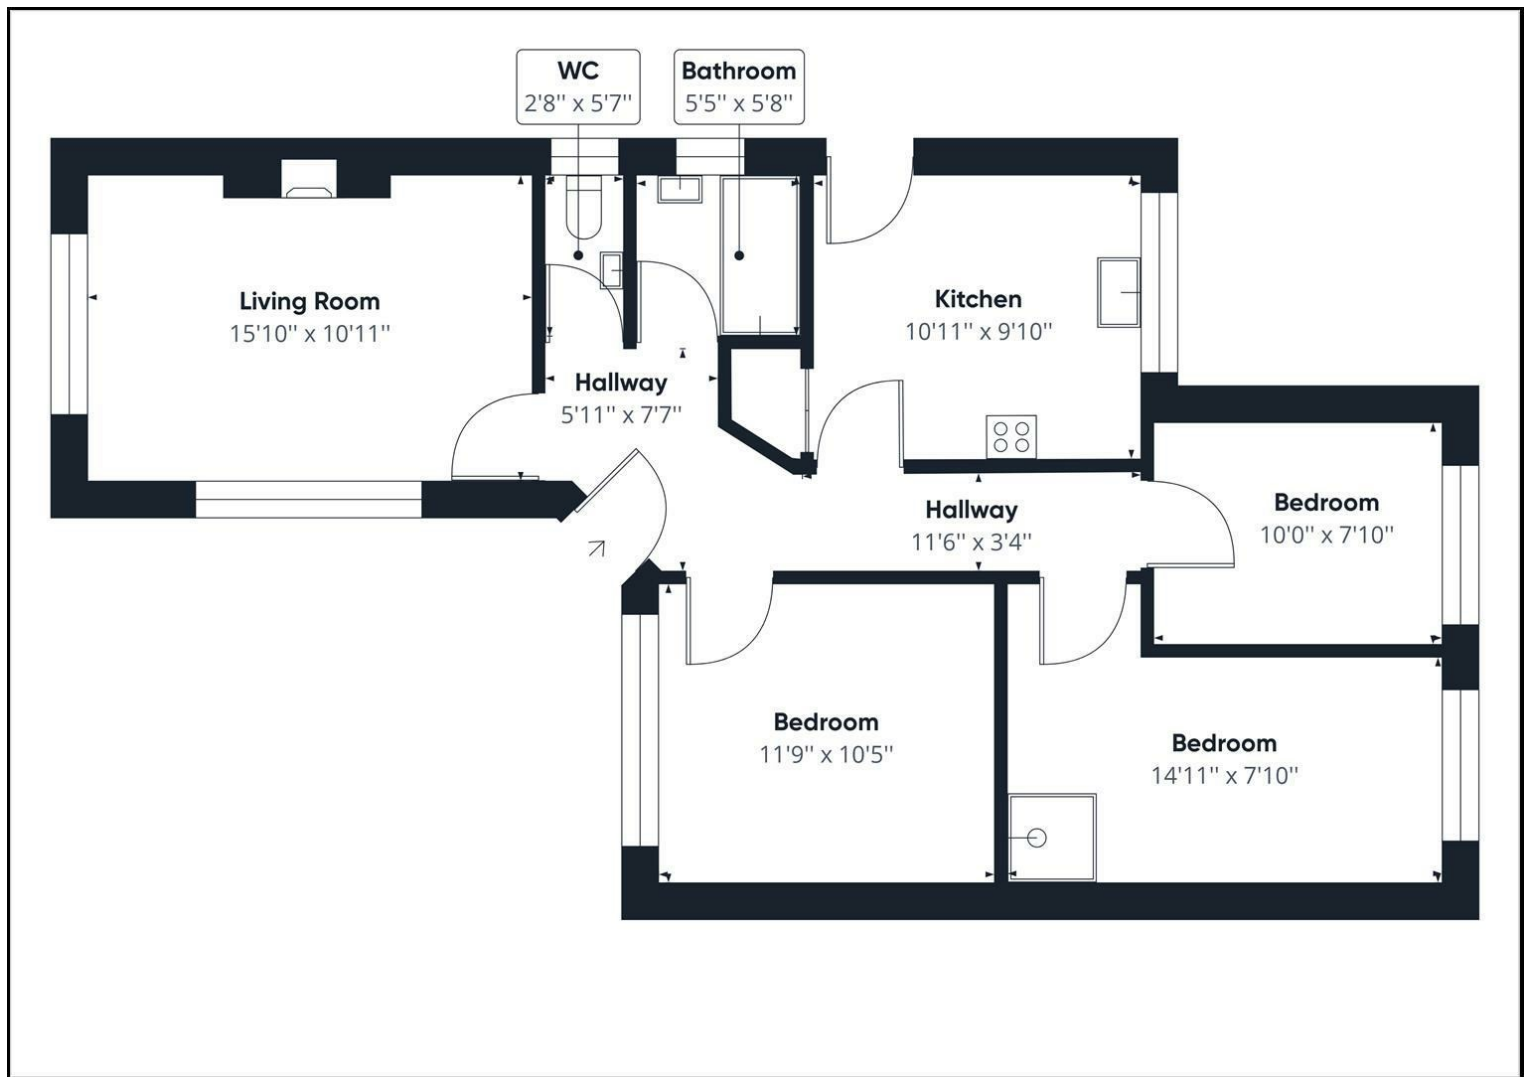 WC
2'8'' x 5'7''
Bathroom
5'5'' x 5'8''
Living Room
15'10'' x 10'11''
Kitchen
10'11'' x 9'10''
Hallway
5'11'' x 7'7''
Hallway
11'6'' x 3'4''
Bedroom
10'0'' x 7'10''
Bedroom
11'9'' x 10'5''
Bedroom
14'11'' x 7'10''